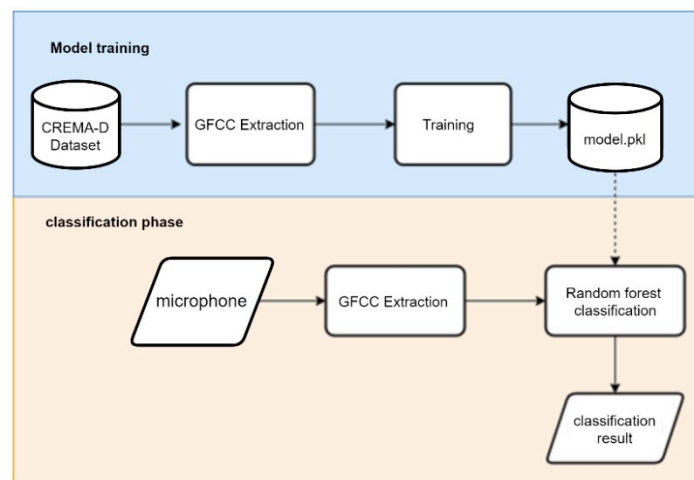 Model training
CREMA-D
Dataset
GFCC Extraction
Training
model.pkl
classification phase
microphone
GFCC Extraction
Random forest
classification
classification
result